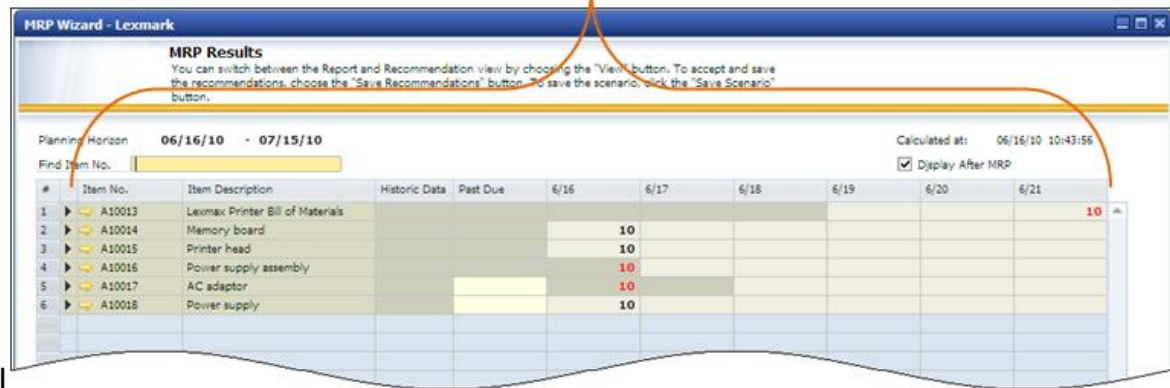 MRP Wizard - Lexmark
MRP Results
You can switch between the Report and Recommendation view by choosing the "View" button. To accept and save
the recommendations, choose the "Save Recommendations" button. To save the scenario, click the "Save Scenario"
button.
Planning Horizon 06/16/10 - 07/15/10 Calculated at: 06/16/10 10:43:56
Find Item No. Display After MRP
# Item No. Item Description Historic Data Past Due 6/16 6/17 6/18 6/19 6/20 6/21
1 A10013 Lexmax Printer Bill of Materials 10
2 A10014 Memory board 10
3 A10015 Printer head 10
4 A10016 Power supply assembly 10
5 A10017 AC adaptor 10
6 A10018 Power supply 10